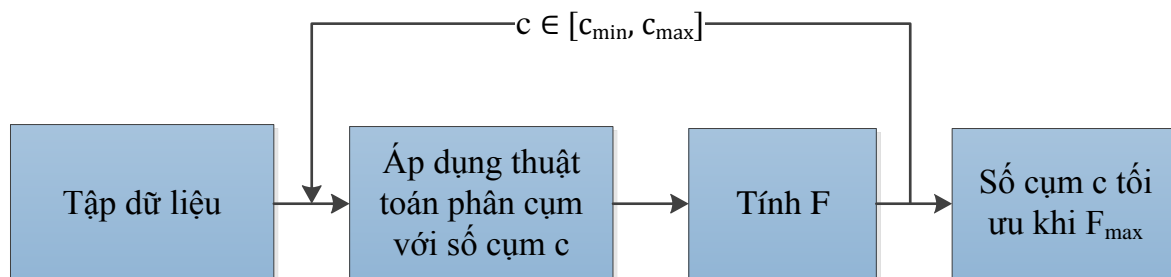 c ∈ [cmin, cmax]
Tập dữ liệu
Áp dụng thuật
toán phân cụm
với số cụm c
Tính F
Số cụm c tối
ưu khi Fmax